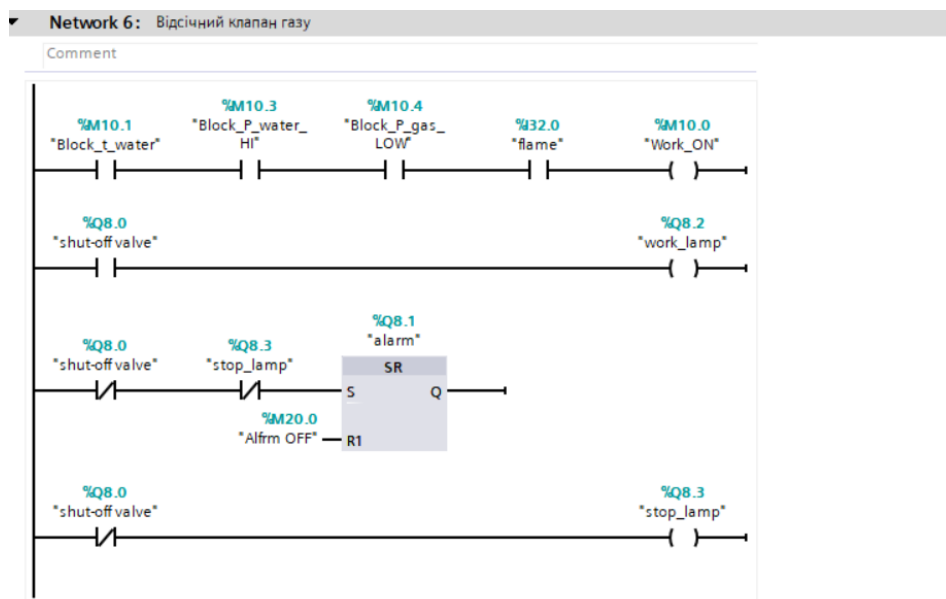 Network 6: Відсічний клапан газу
Comment
%M10.3 %M10.4
%M10.1 "Block_P_water_ "Block_P_gas_ %I32.0 %M10.0
"Block_t_water" HI" LOW" "flame" "Work_ON"
%Q8.0 %Q8.2
"shut-off valve" "work_lamp"
%Q8.1
%Q8.0 %Q8.3 "alarm"
"shut-off valve" "stop_lamp" SR
S Q
%M20.0
"Alfrm OFF" R1
%Q8.0 %Q8.3
"shut-off valve" "stop_lamp"